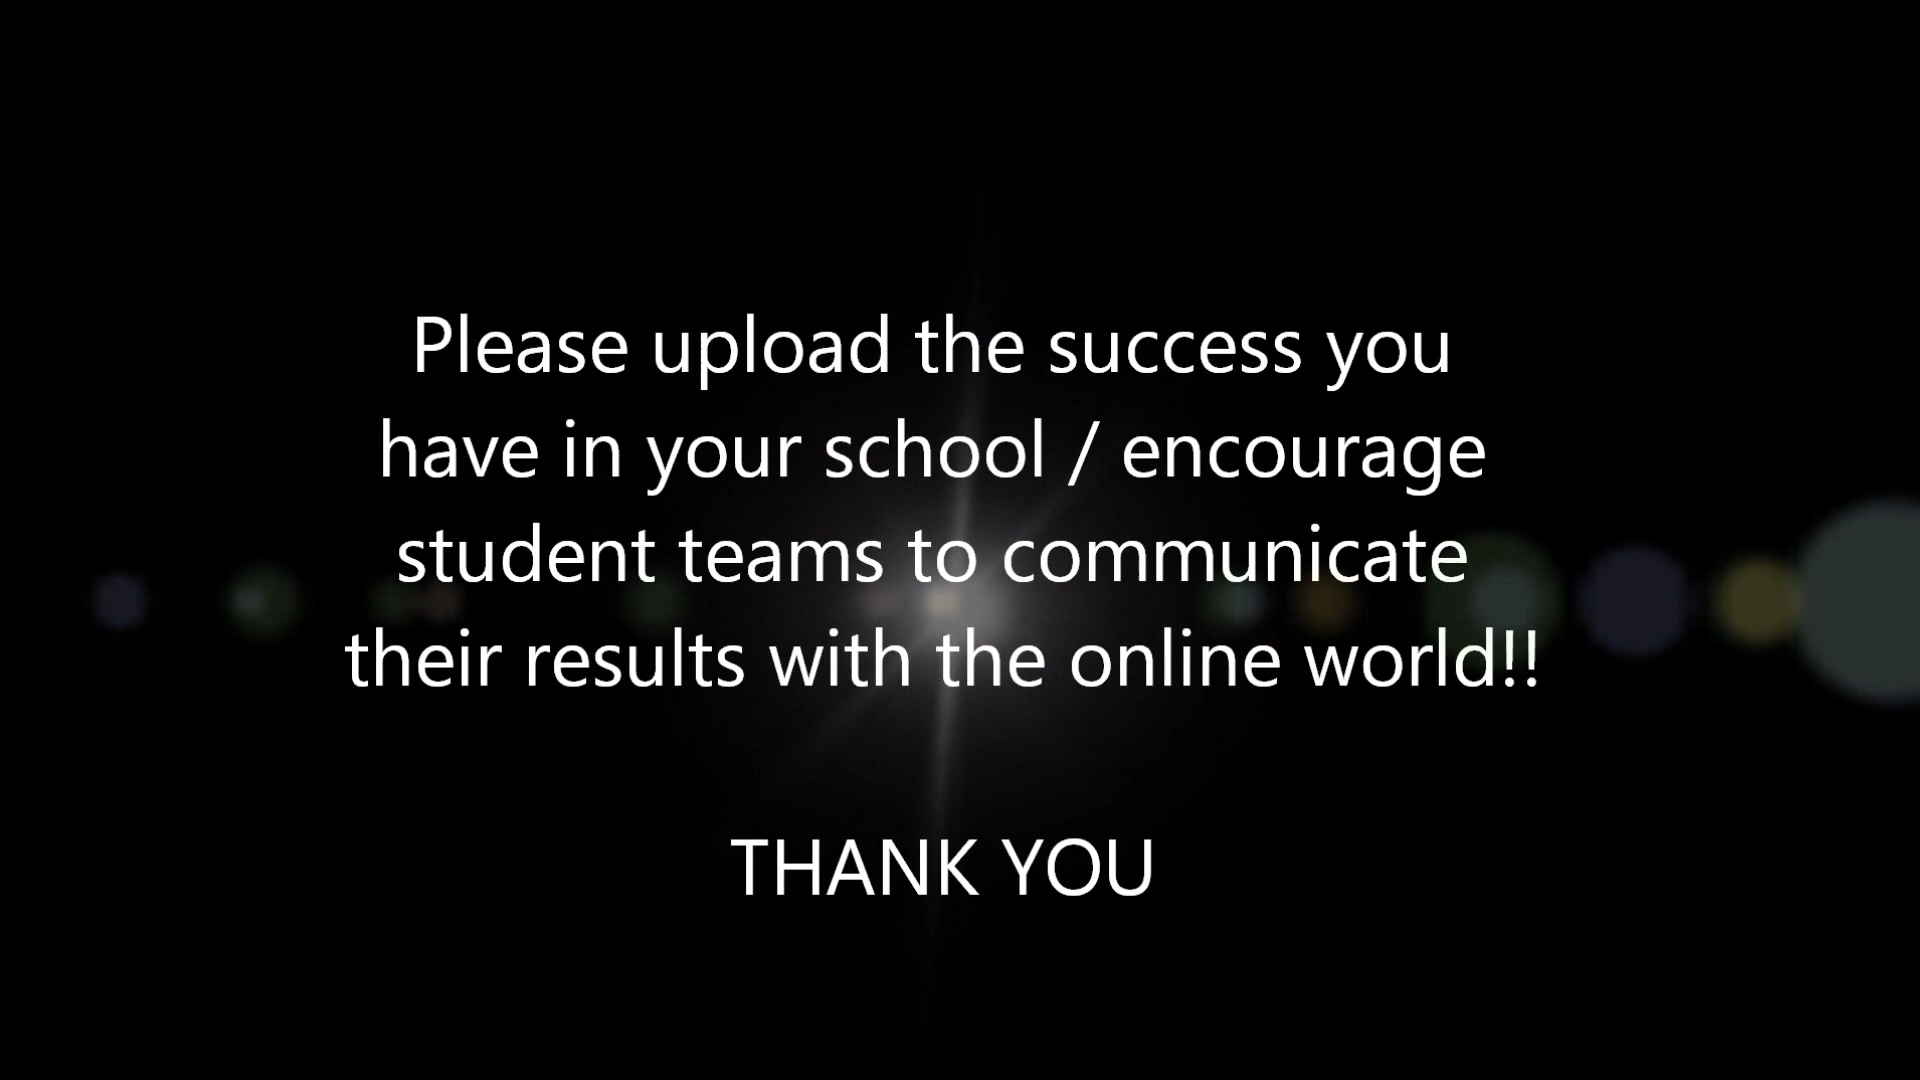 Please upload the success you
have in your school / encourage
student teams to communicate
their results with the online world!!
THANK YOU